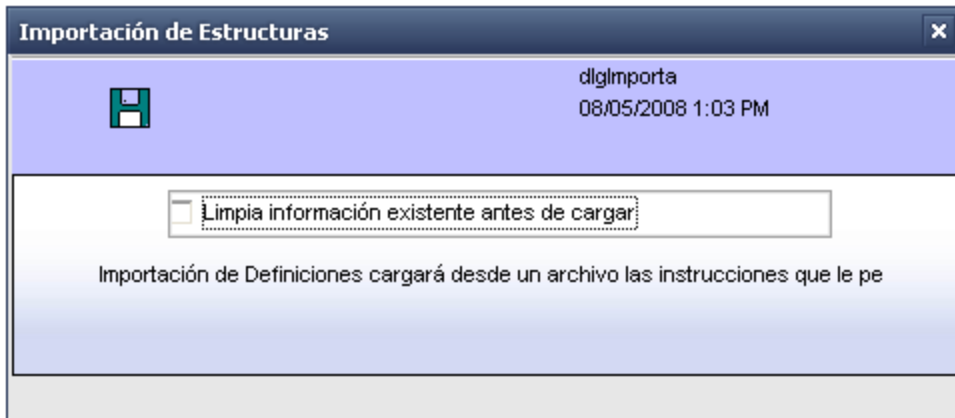 Importación de Estructuras
dlgImporta
08/05/2008 1:03 PM
Limpia información existente antes de cargar
Importación de Definiciones cargará desde un archivo las instrucciones que le pe